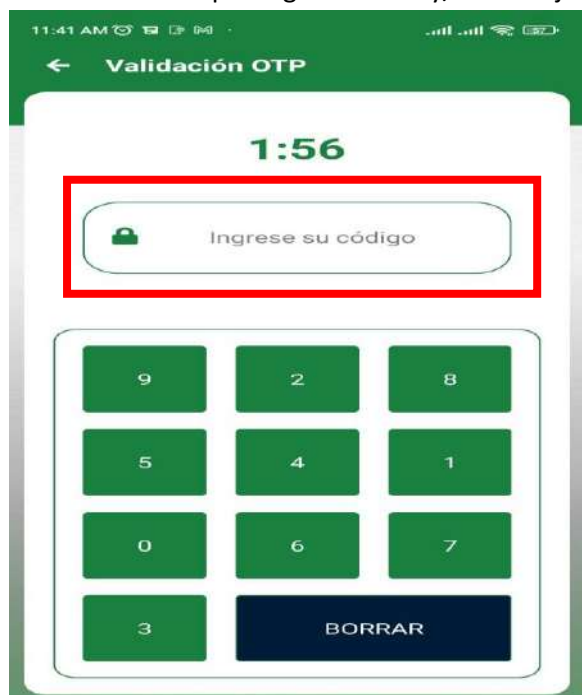 11:41 AM
← Validación OTP
1:56
Ingrese su código
9 2 8
5 4 1
0 6 7
3 BORRAR